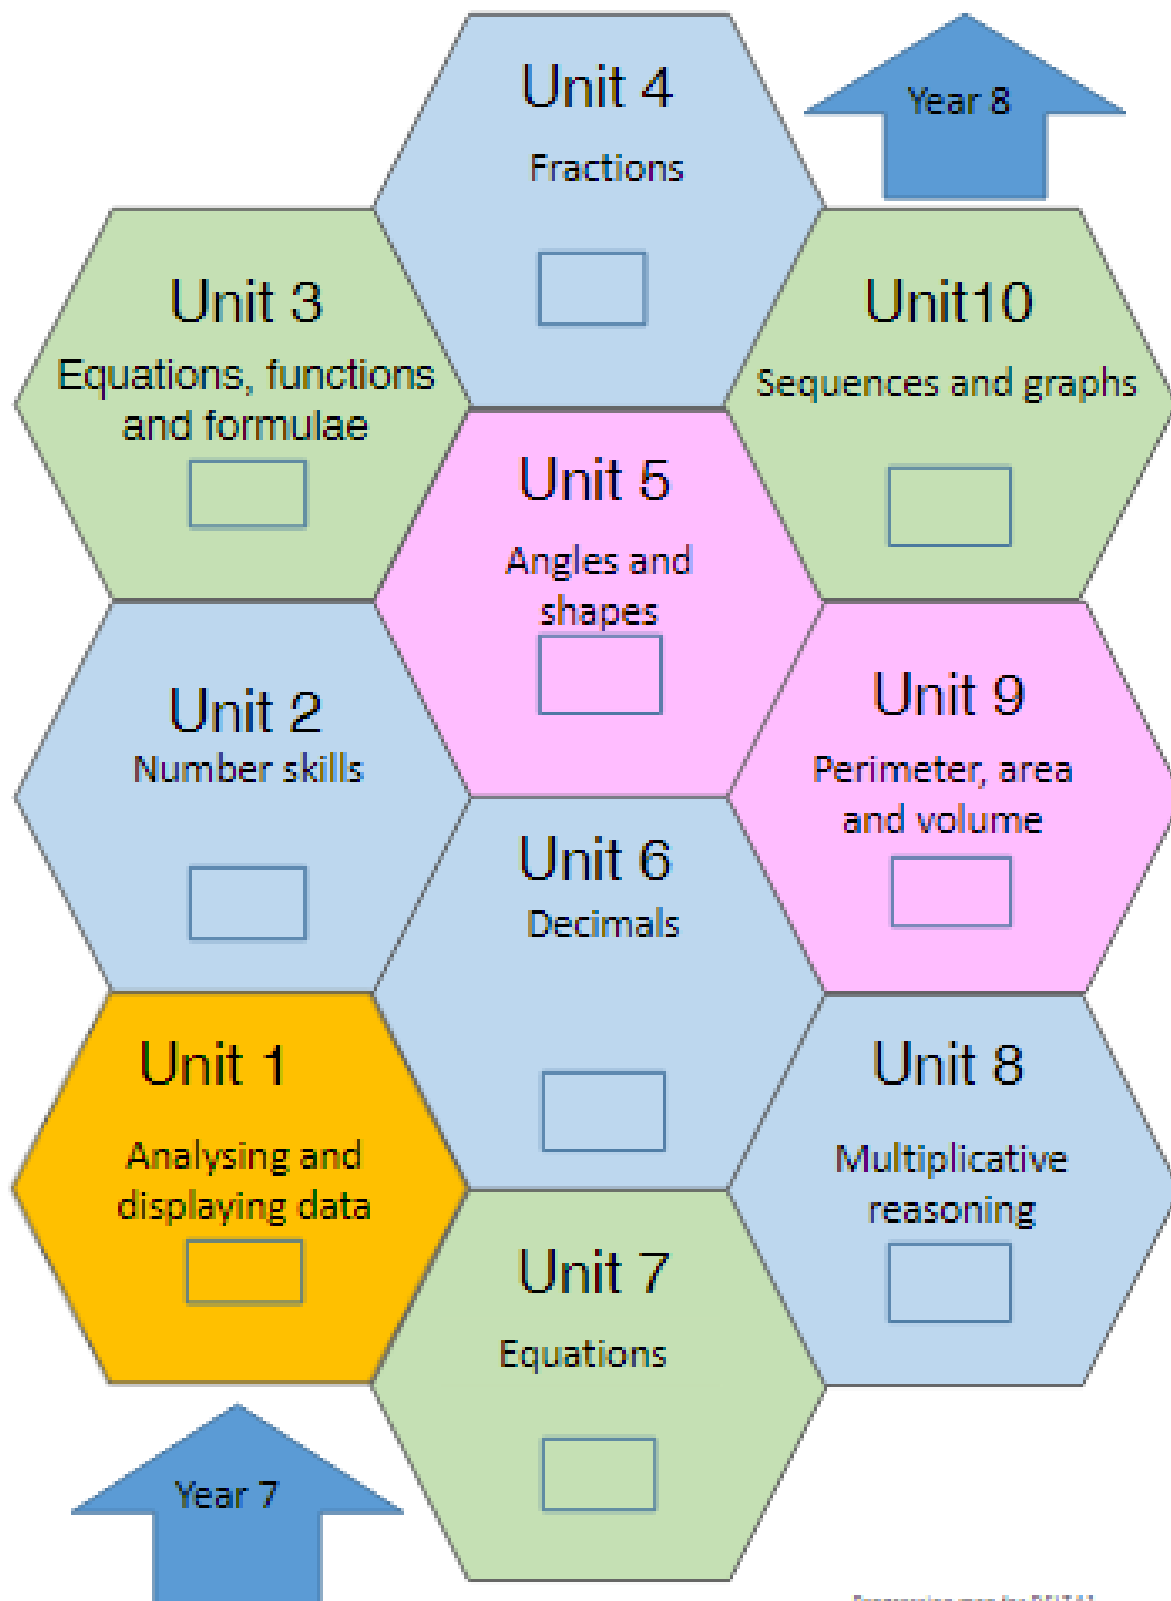 Unit 4
Fractions
Year 8
Unit 3
Equations, functions
and formulae
Unit10
Sequences and graphs
Unit 5
Angles and
shapes
Unit 2
Number skills
Unit 9
Perimeter, area
and volume
Unit 6
Decimals
Unit 1
Analysing and
displaying data
Unit 8
Multiplicative
reasoning
Unit 7
Equations
Year 7